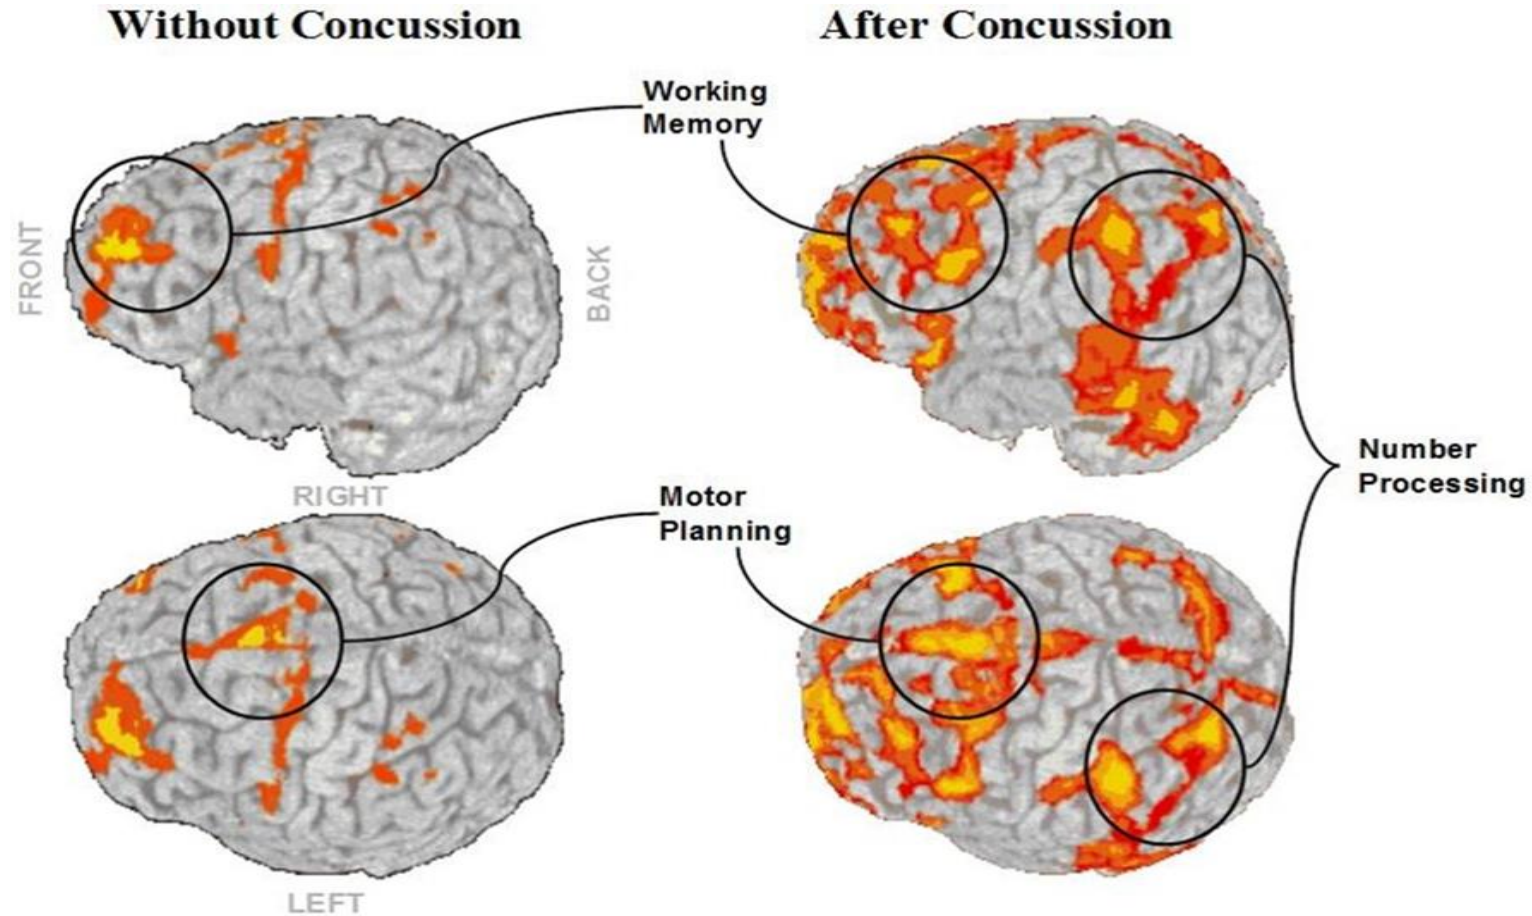 Without Concussion
After Concussion
Working
Memory
FRONT
BACK
Number
Processing
RIGHT
Motor
Planning
LEFT